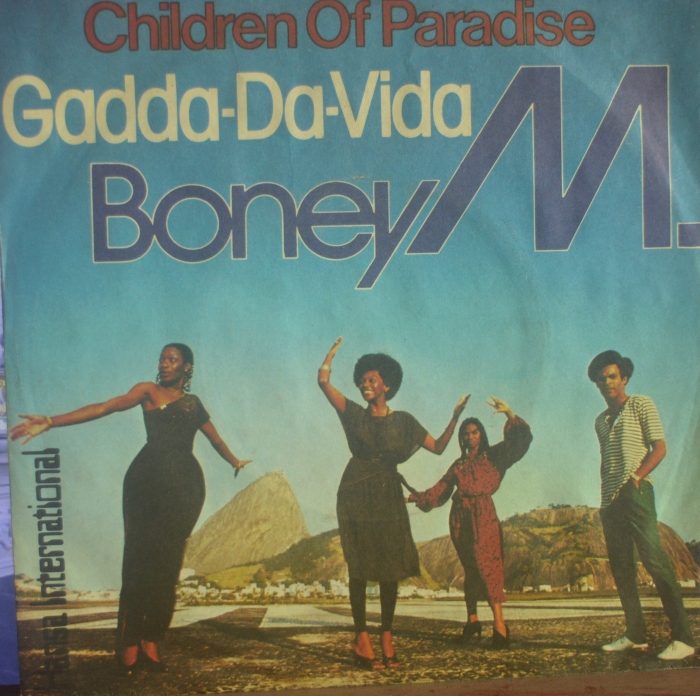 Children Of Paradise
Gadda-Da-Vida
Boney M.
Hansa International